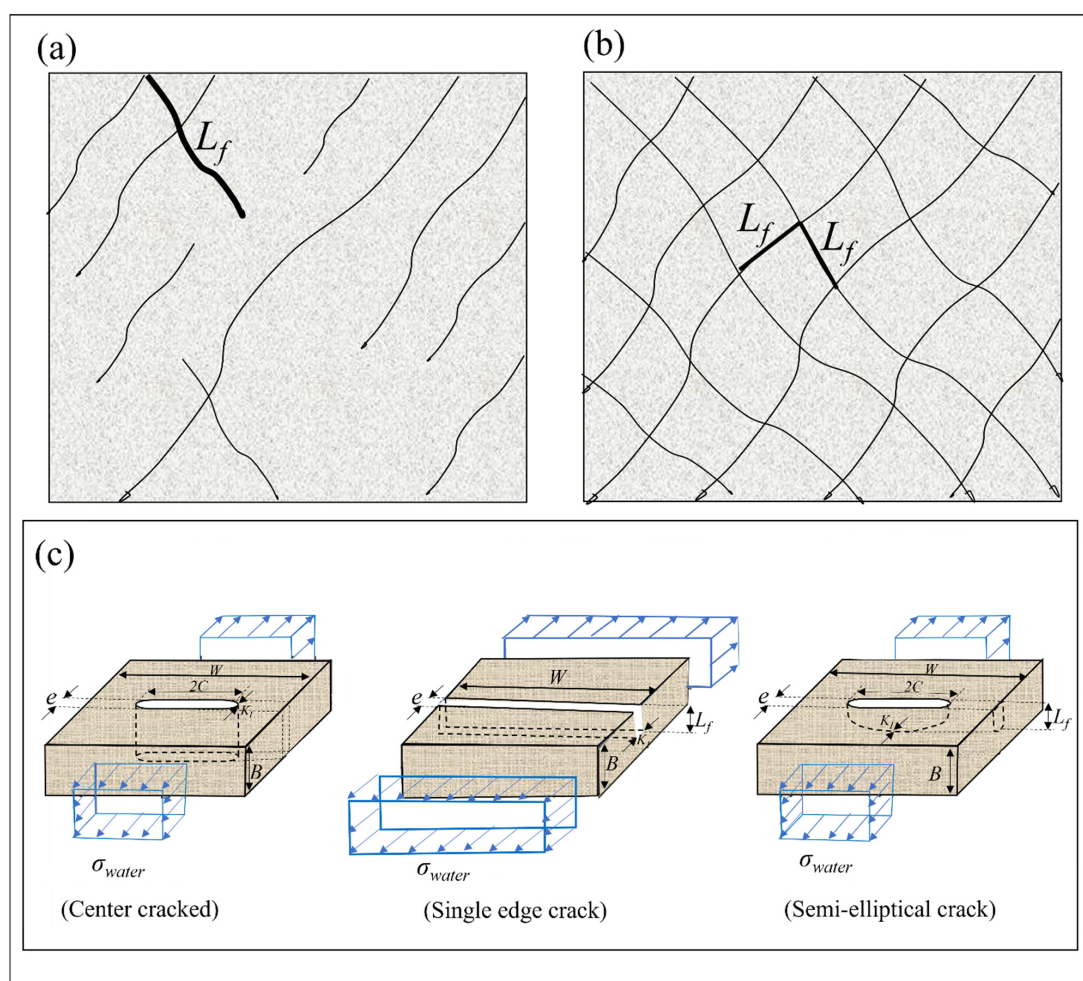 (a)
L_f
(b)
L_f L_f
(c)
W
2C
e
K_I
B
σ_water
(Center cracked)
W
L_f
K
B
σ_water
(Single edge crack)
W
2C
e
K_I
L_f
B
σ_water
(Semi-elliptical crack)